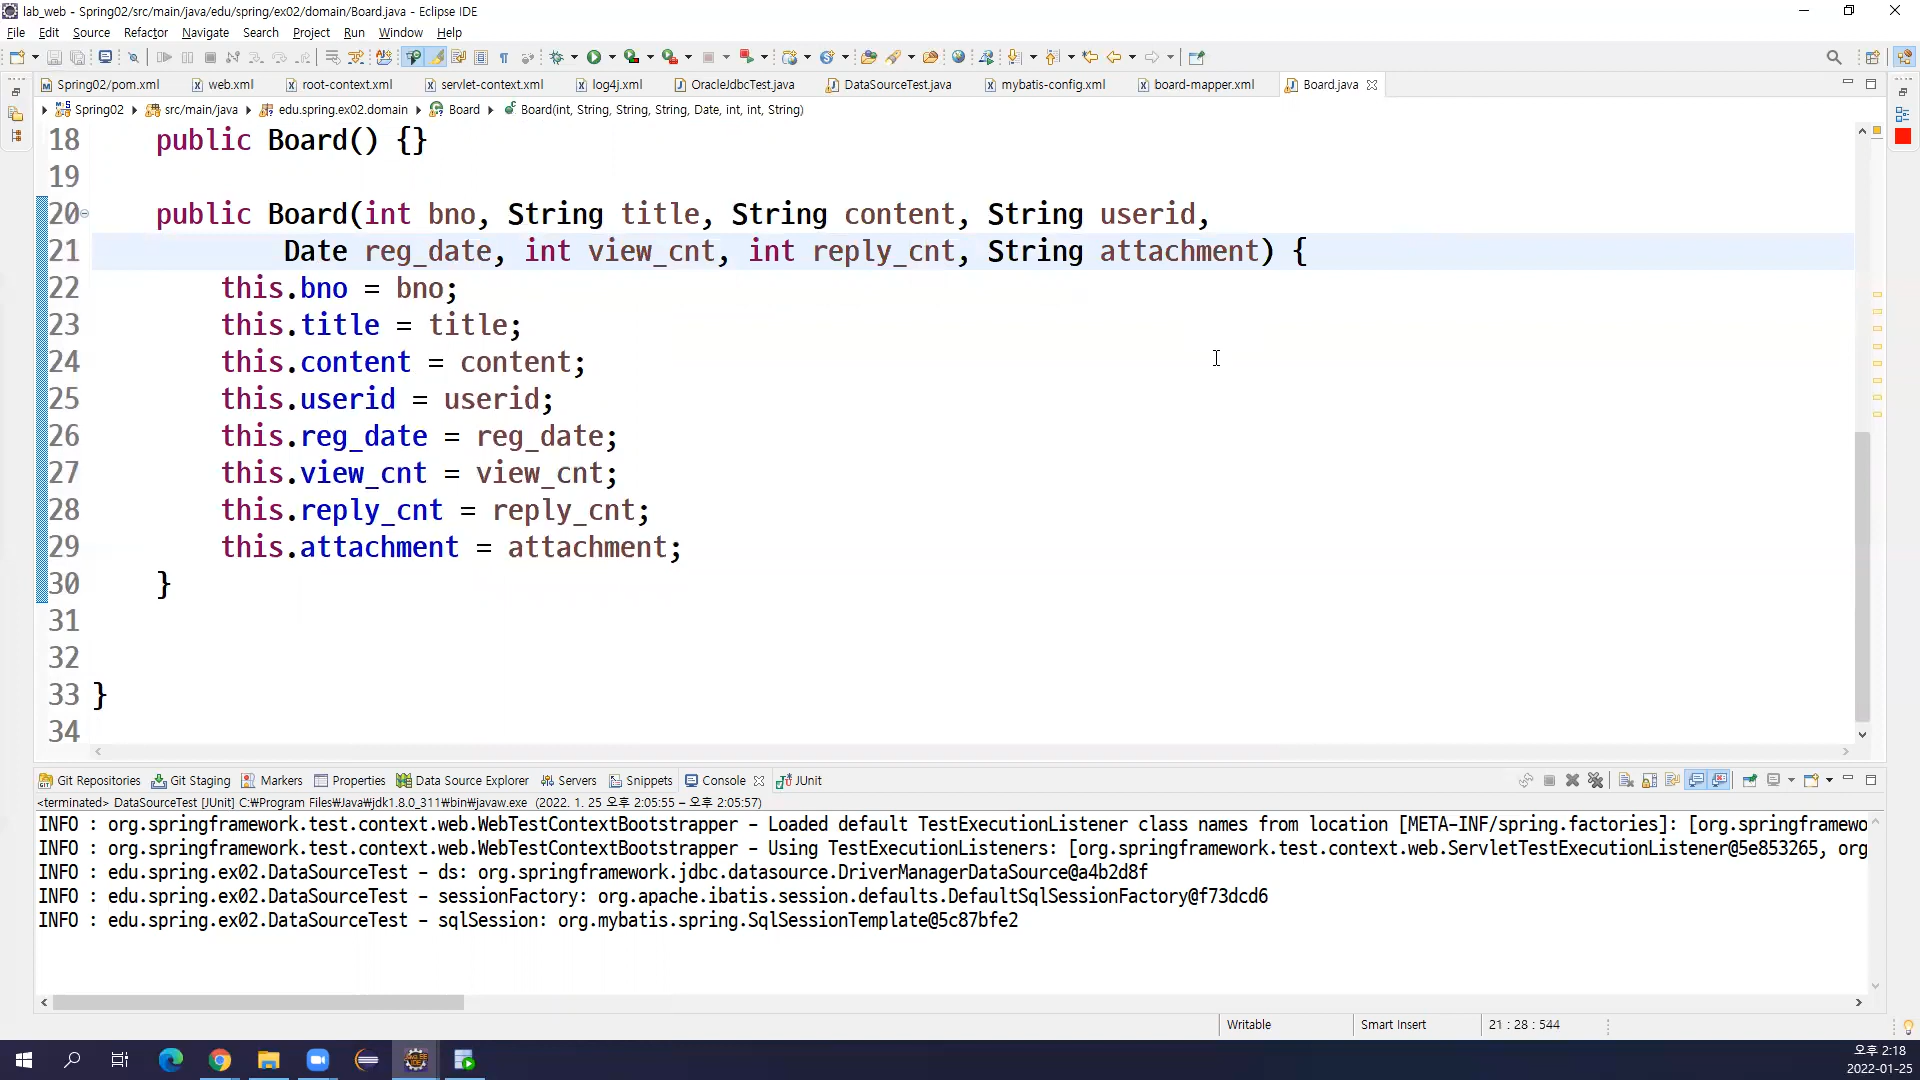 lab_web - Spring02/src/main/java/edu/spring/ex02/domain/Board.java - Eclipse IDE
File Edit Source Refactor Navigate Search Project Run Window Help
Spring02/pom.xml web.xml root-context.xml servlet-context.xml log4j.xml OracleJdbcTest.java DataSourceTest.java mybatis-config.xml board-mapper.xml Board.java
Spring02 src/main/java edu.spring.ex02.domain Board Board(int, String, String, String, Date, int, int, String)
18 public Board() {}
19
20 public Board(int bno, String title, String content, String userid,
21 Date reg_date, int view_cnt, int reply_cnt, String attachment) {
22 this.bno = bno;
23 this.title = title;
24 this.content = content;
25 this.userid = userid;
26 this.reg_date = reg_date;
27 this.view_cnt = view_cnt;
28 this.reply_cnt = reply_cnt;
29 this.attachment = attachment;
30 }
31
32
33 }
34
Git Repositories Git Staging Markers Properties Data Source Explorer Servers Snippets Console JUnit
<terminated> DataSourceTest [JUnit] C:₩Program Files₩Java₩jdk1.8.0_311₩bin₩javaw.exe (2022. 1. 25 오후 2:05:55 – 오후 2:05:57)
INFO : org.springframework.test.context.web.WebTestContextBootstrapper – Loaded default TestExecutionListener class names from location [META-INF/spring.factories]: [org.springframewo
INFO : org.springframework.test.context.web.WebTestContextBootstrapper – Using TestExecutionListeners: [org.springframework.test.context.web.ServletTestExecutionListener@5e853265, org
INFO : edu.spring.ex02.DataSourceTest – ds: org.springframework.jdbc.datasource.DriverManagerDataSource@a4b2d8f
INFO : edu.spring.ex02.DataSourceTest – sessionFactory: org.apache.ibatis.session.defaults.DefaultSqlSessionFactory@f73dcd6
INFO : edu.spring.ex02.DataSourceTest – sqlSession: org.mybatis.spring.SqlSessionTemplate@5c87bfe2
Writable Smart Insert 21 : 28 : 544
오후 2:18
2022-01-25